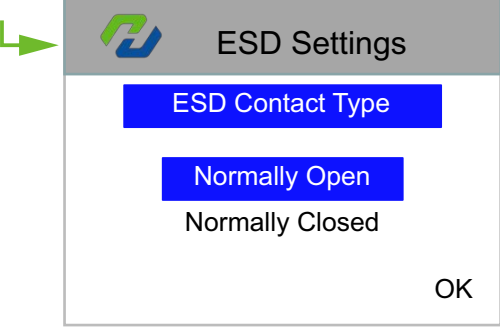 ESD Settings
ESD Contact Type
Normally Open
Normally Closed
OK